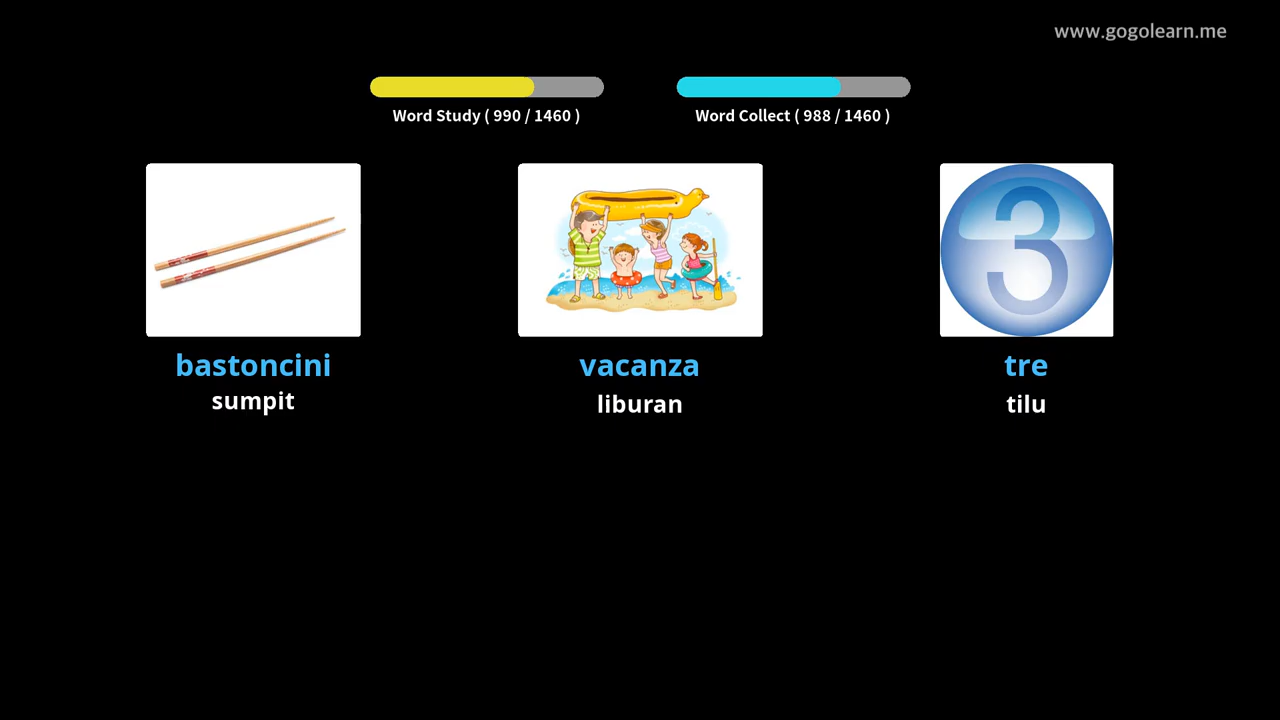 www.gogolearn.me
Word Study ( 990 / 1460 )
Word Collect ( 988 / 1460 )
3
bastoncini
sumpit
vacanza
liburan
tre
tilu